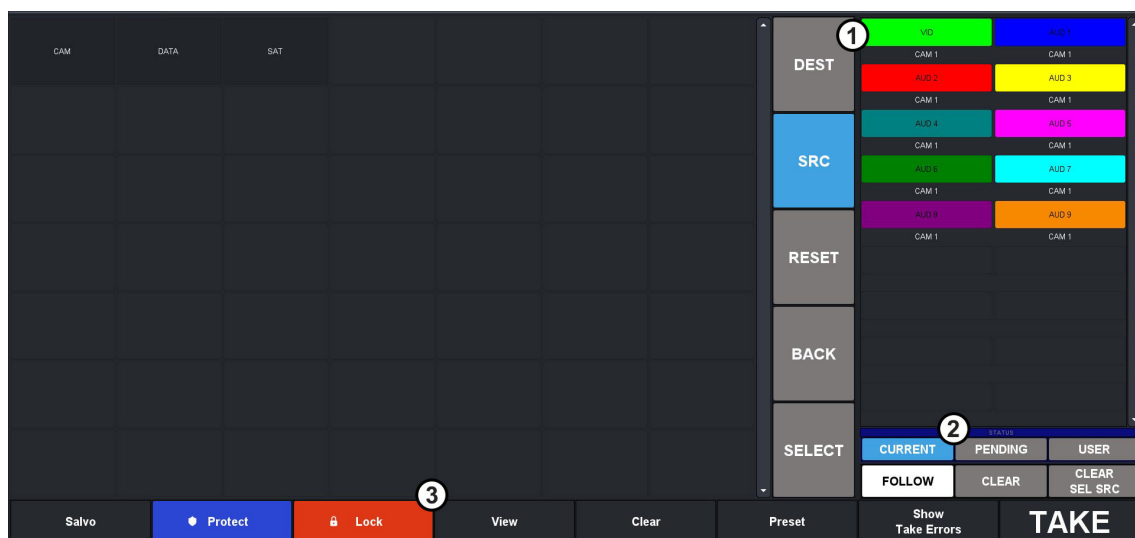 CAM DATA SAT
DEST
SRC
RESET
BACK
SELECT
1
VID AUD 1
CAM 1 CAM 1
AUD 2 AUD 3
CAM 1 CAM 1
AUD 4 AUD 5
CAM 1 CAM 1
AUD 6 AUD 7
CAM 1 CAM 1
AUD 8 AUD 9
CAM 1 CAM 1
2
STATUS
CURRENT PENDING USER
FOLLOW CLEAR CLEAR
SEL SRC
3
Salvo Protect Lock View Clear Preset Show
Take Errors TAKE